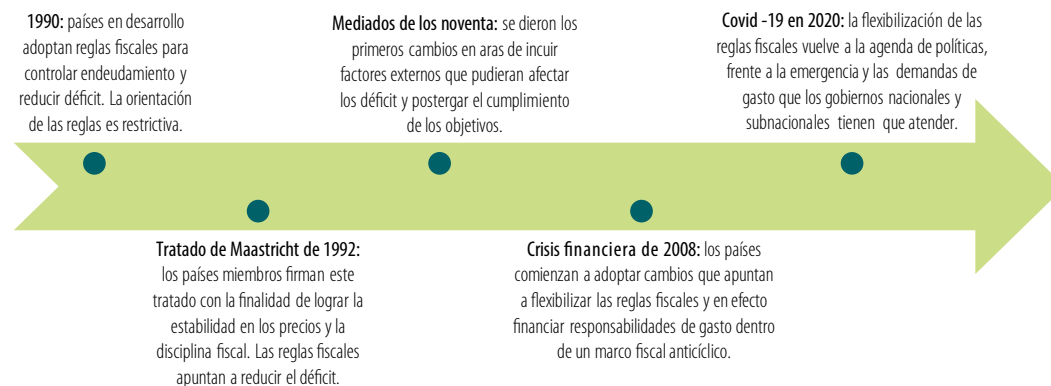 1990: países en desarrollo
adoptan reglas fiscales para
controlar endeudamiento y
reducir déficit. La orientación
de las reglas es restrictiva.
Tratado de Maastricht de 1992:
los países miembros firman este
tratado con la finalidad de lograr la
estabilidad en los precios y la
disciplina fiscal. Las reglas fiscales
apuntan a reducir el déficit.
Mediados de los noventa: se dieron los
primeros cambios en aras de incuir
factores externos que pudieran afectar
los déficit y postergar el cumplimiento
de los objetivos.
Crisis financiera de 2008: los países
comienzan a adoptar cambios que apuntan
a flexibilizar las reglas fiscales y en efecto
financiar responsabilidades de gasto dentro
de un marco fiscal anticíclico.
Covid -19 en 2020: la flexibilización de las
reglas fiscales vuelve a la agenda de políticas,
frente a la emergencia y las demandas de
gasto que los gobiernos nacionales y
subnacionales tienen que atender.